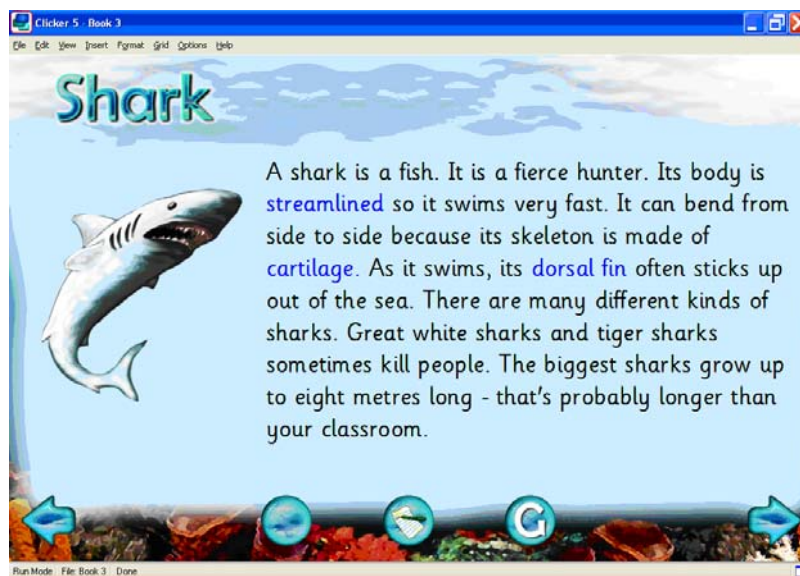 Clicker 5 - Book 3
File Edit View Insert Format Grid Options Help
Shark
A shark is a fish. It is a fierce hunter. Its body is
streamlined so it swims very fast. It can bend from
side to side because its skeleton is made of
cartilage. As it swims, its dorsal fin often sticks up
out of the sea. There are many different kinds of
sharks. Great white sharks and tiger sharks
sometimes kill people. The biggest sharks grow up
to eight metres long - that's probably longer than
your classroom.
G
Run Mode File: Book 3 Done